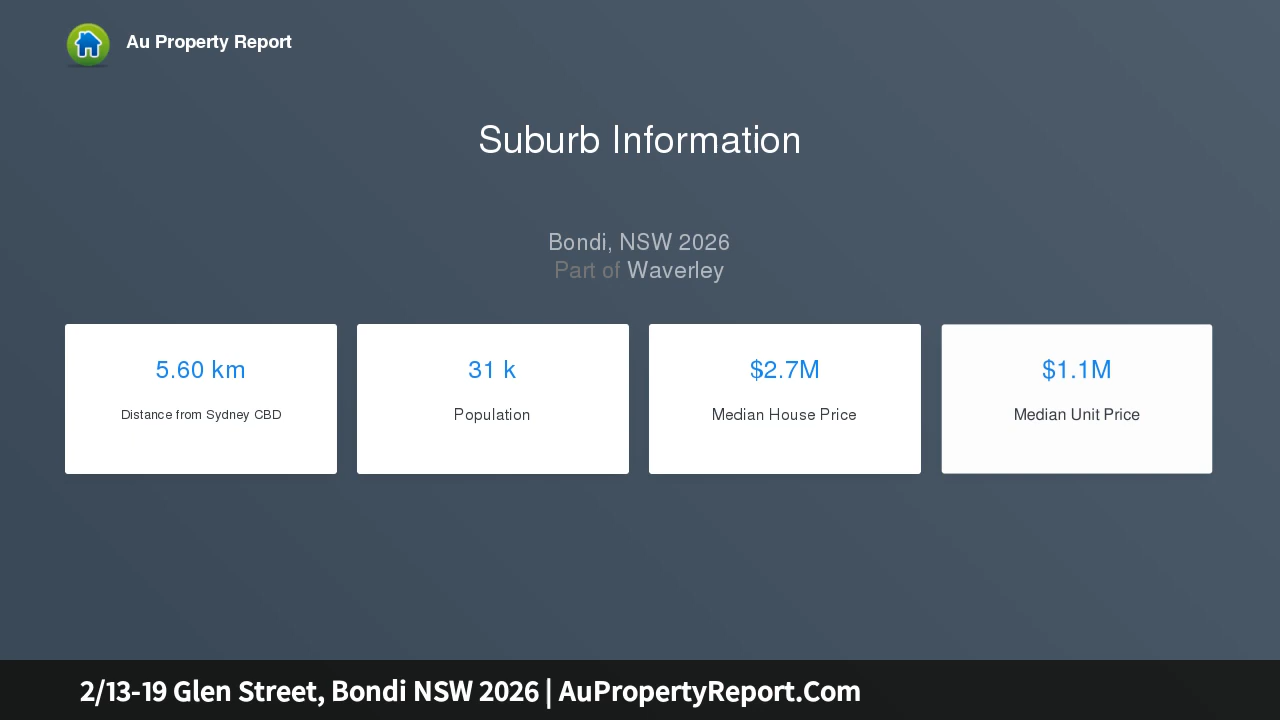 Au Property Report
Suburb Information
Bondi, NSW 2026
Part of Waverley
5.60 km
Distance from Sydney CBD
31 k
Population
$2.7M
Median House Price
$1.1M
Median Unit Price
2/13-19 Glen Street, Bondi NSW 2026 | AuPropertyReport.Com